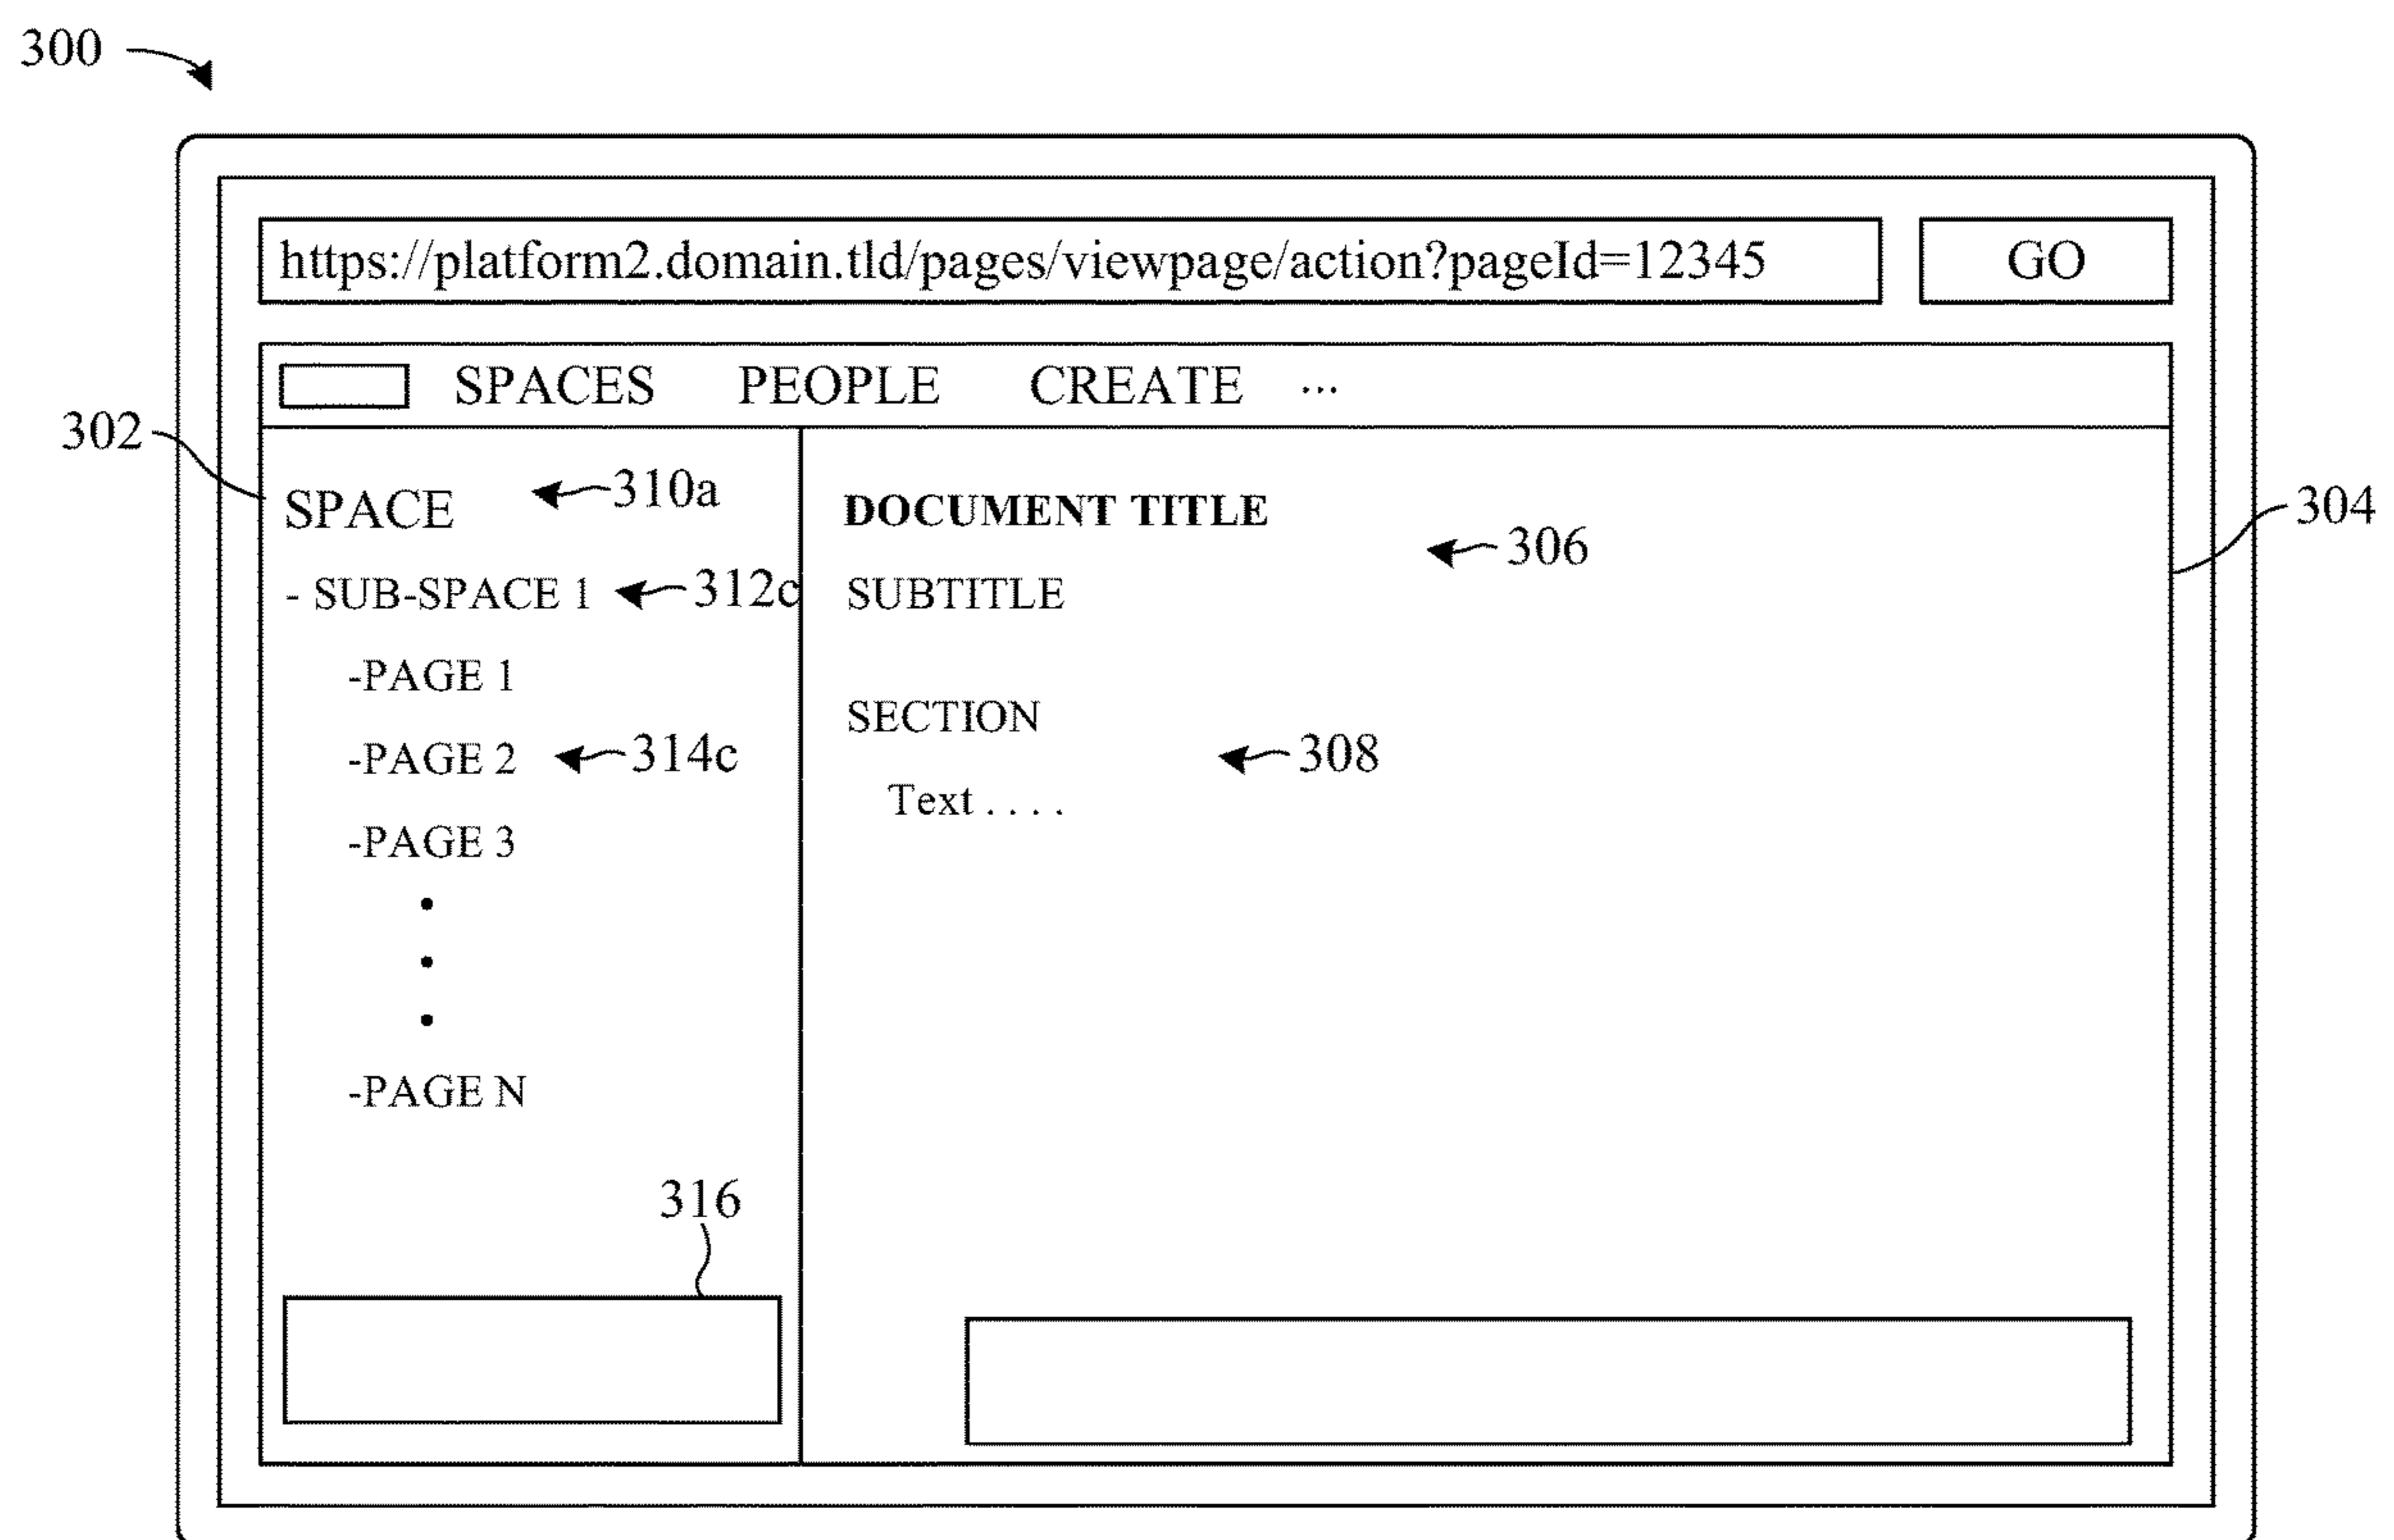 300
https://platform2.domain.tld/pages/viewpage/action?pageId=12345 GO
SPACES PEOPLE CREATE ...
302
SPACE 310a
- SUB-SPACE 1 312c
-PAGE 1
-PAGE 2 314c
-PAGE 3
-PAGE N
316
DOCUMENT TITLE
306
SUBTITLE
SECTION
308
Text . . . .
304